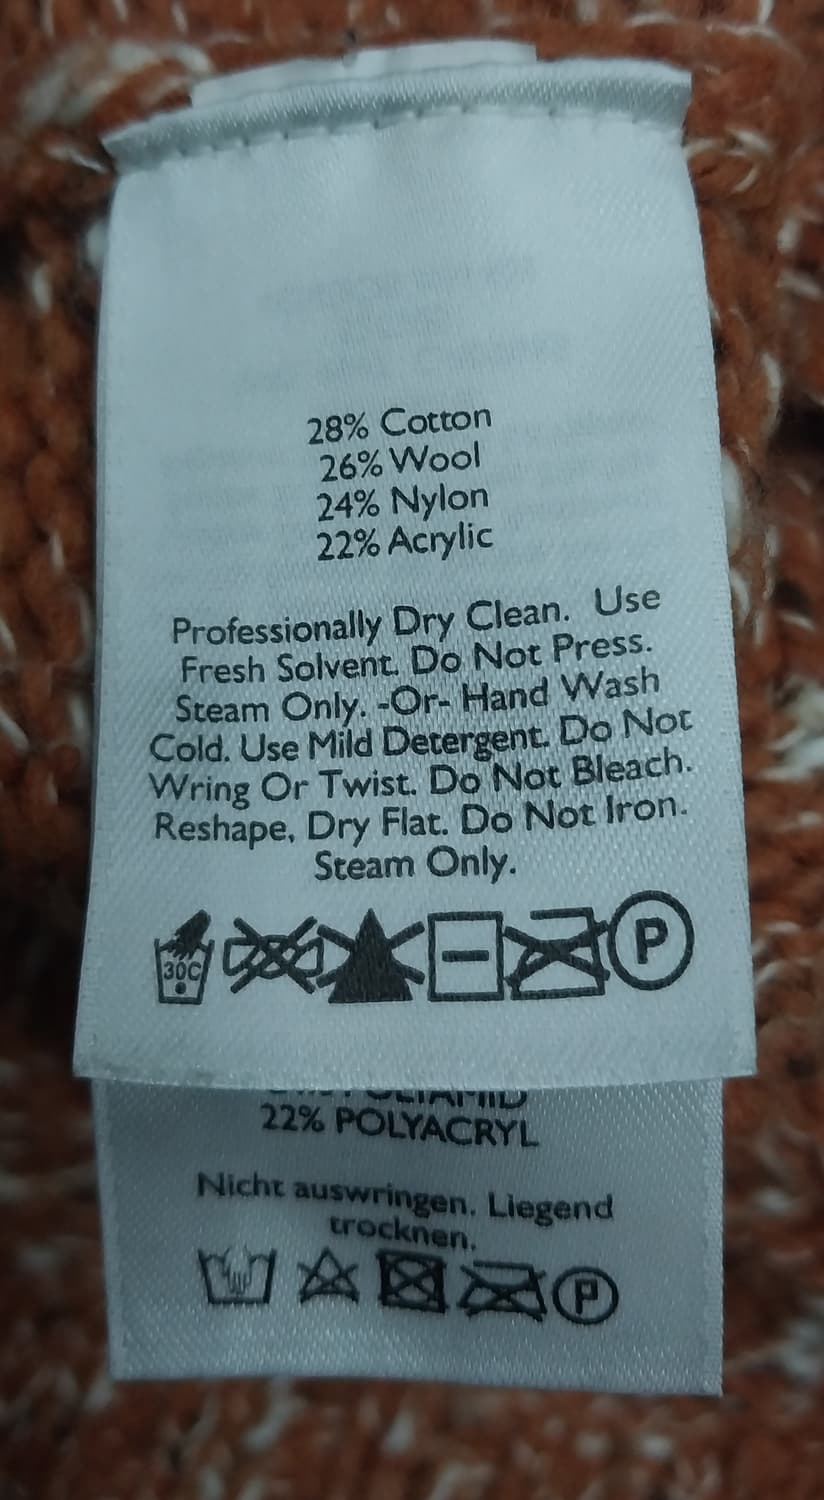 28% Cotton
26% Wool
24% Nylon
22% Acrylic
Professionally Dry Clean. Use
Fresh Solvent. Do Not Press.
Steam Only. -Or- Hand Wash
Cold. Use Mild Detergent. Do Not
Wring Or Twist. Do Not Bleach.
Reshape, Dry Flat. Do Not Iron.
Steam Only.
30C P
22% POLYACRYL
Nicht auswringen. Liegend
trocknen.
P